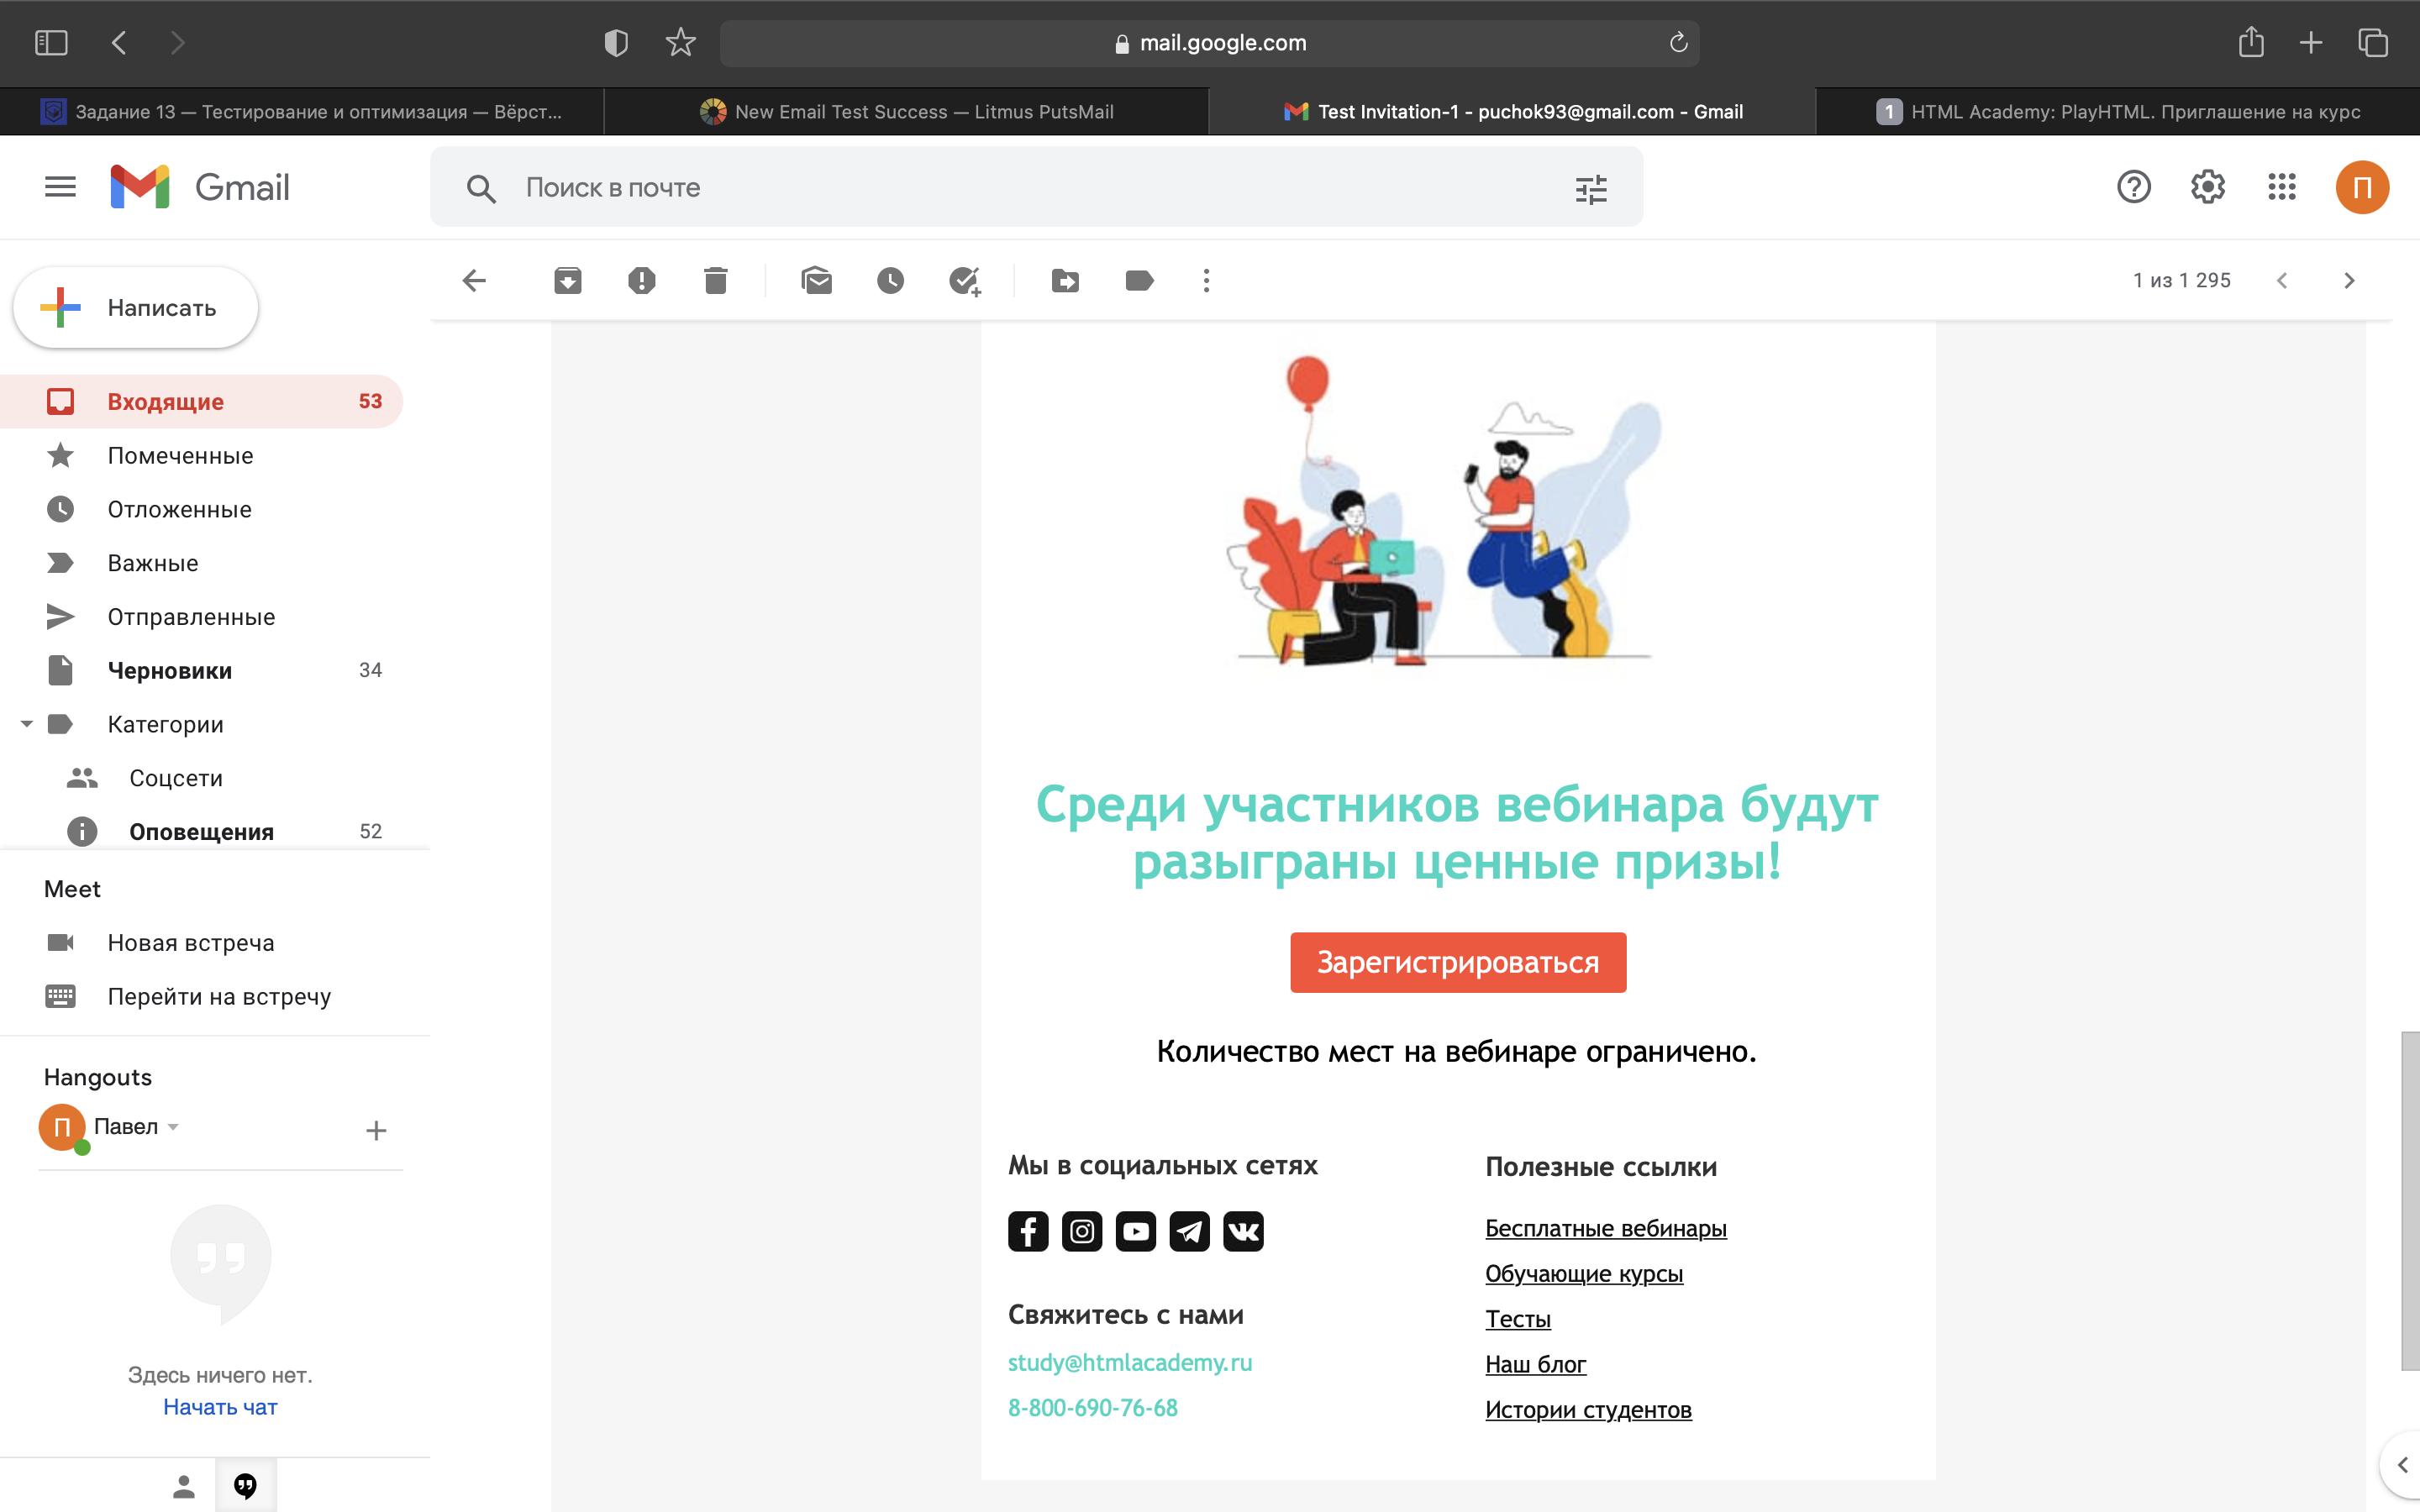 mail.google.com
Задание 13 — Тестирование и оптимизация — Вёрст...
New Email Test Success — Litmus PutsMail
Test Invitation-1 - puchok93@gmail.com - Gmail
1 HTML Academy: PlayHTML. Приглашение на курс
Gmail
Поиск в почте
П
Написать
1 из 1 295
Входящие 53
Помеченные
Отложенные
Важные
Отправленные
Черновики 34
Категории
Соцсети
Оповещения 52
Meet
Новая встреча
Перейти на встречу
Hangouts
П Павел
Здесь ничего нет.
Начать чат
Среди участников вебинара будут
разыграны ценные призы!
Зарегистрироваться
Количество мест на вебинаре ограничено.
Мы в социальных сетях
Свяжитесь с нами
study@htmlacademy.ru
8-800-690-76-68
Полезные ссылки
Бесплатные вебинары
Обучающие курсы
Тесты
Наш блог
Истории студентов